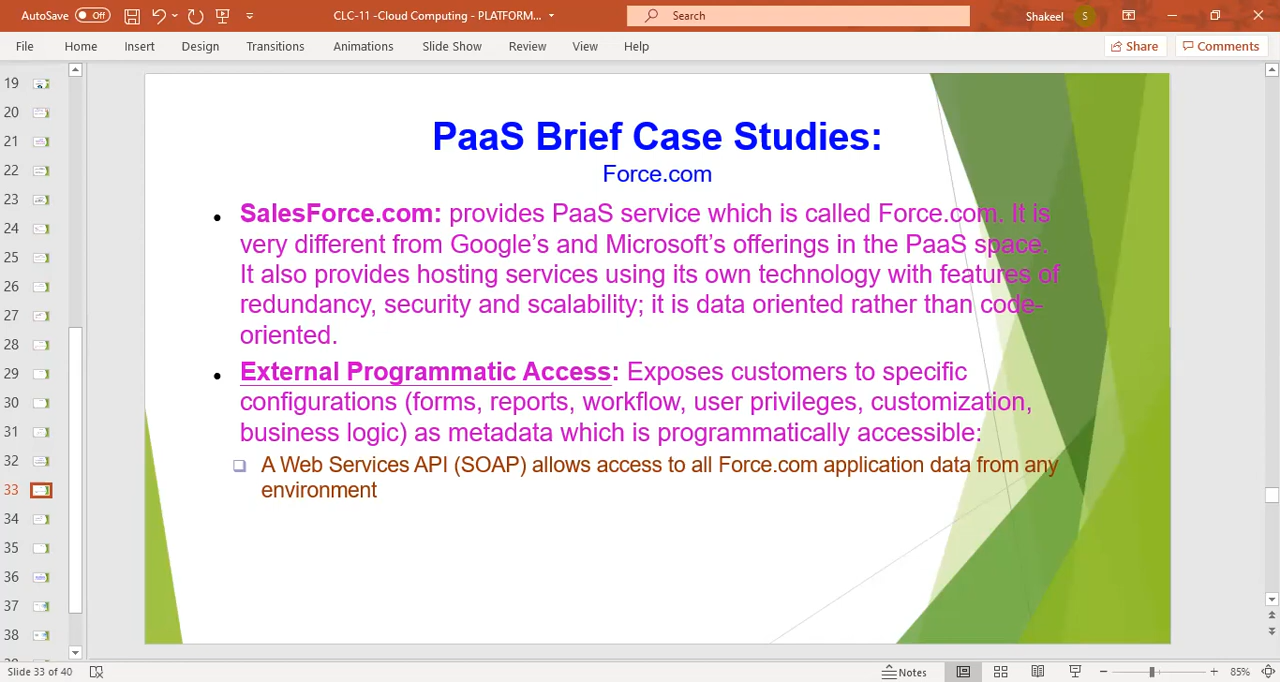 AutoSave Off CLC-11 -Cloud Computing - PLATFORM... Search Shakeel S
File Home Insert Design Transitions Animations Slide Show Review View Help Share Comments
19
20
21
22
23
24
25
26
27
28
29
30
31
32
33
34
35
36
37
38
PaaS Brief Case Studies:
Force.com
• SalesForce.com: provides PaaS service which is called Force.com. It is
very different from Google's and Microsoft's offerings in the PaaS space.
It also provides hosting services using its own technology with features of
redundancy, security and scalability; it is data oriented rather than code-
oriented.
• External Programmatic Access: Exposes customers to specific
configurations (forms, reports, workflow, user privileges, customization,
business logic) as metadata which is programmatically accessible:
❑ A Web Services API (SOAP) allows access to all Force.com application data from any
environment
Slide 33 of 40 Notes 85%